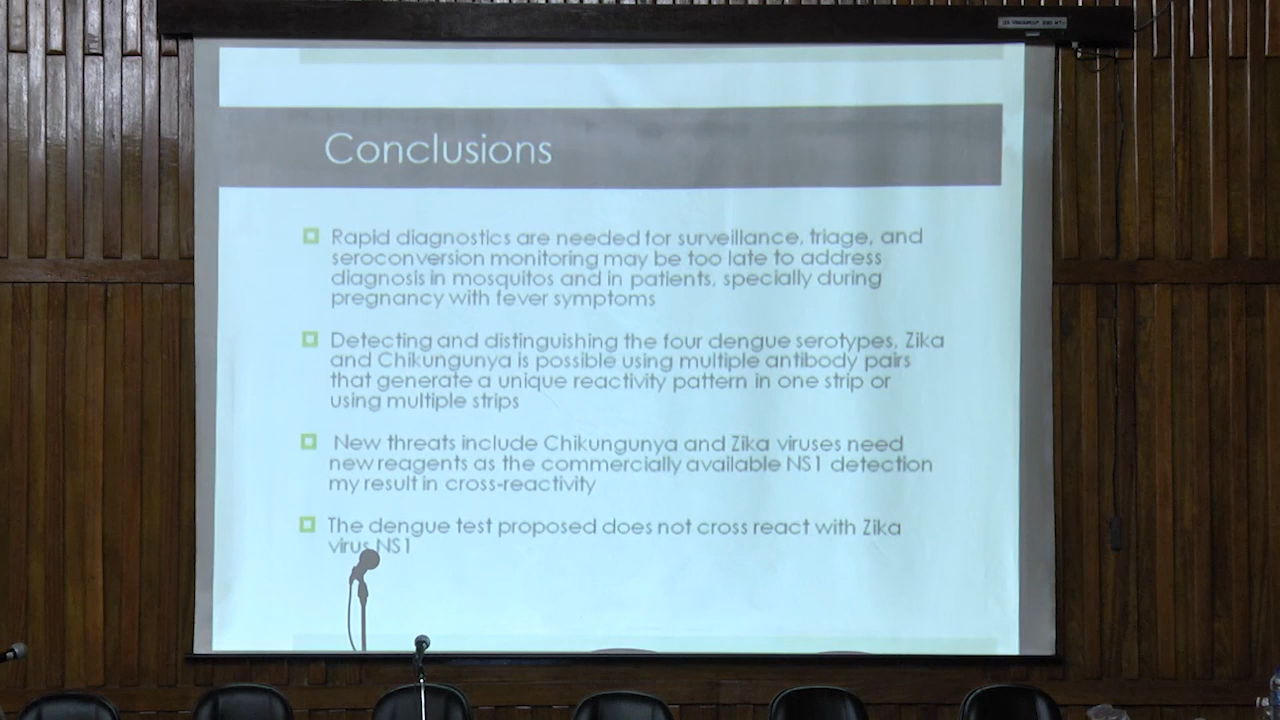 Conclusions
Rapid diagnostics are needed for surveillance, triage, and
seroconversion monitoring may be too late to address
diagnosis in mosquitos and in patients, specially during
pregnancy with fever symptoms
Detecting and distinguishing the four dengue serotypes, Zika
and Chikungunya is possible using multiple antibody pairs
that generate a unique reactivity pattern in one strip or
using multiple strips
New threats include Chikungunya and Zika viruses need
new reagents as the commercially available NS1 detection
my result in cross-reactivity
The dengue test proposed does not cross react with Zika
virus NS1